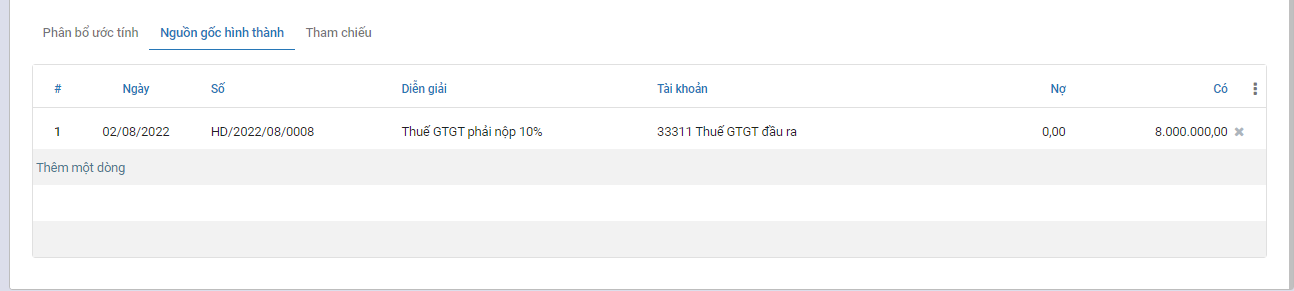 Phân bổ ước tính Nguồn gốc hình thành Tham chiếu
# Ngày Số Diễn giải Tài khoản Nợ Có
1 02/08/2022 HD/2022/08/0008 Thuế GTGT phải nộp 10% 33311 Thuế GTGT đầu ra 0,00 8.000.000,00
Thêm một dòng